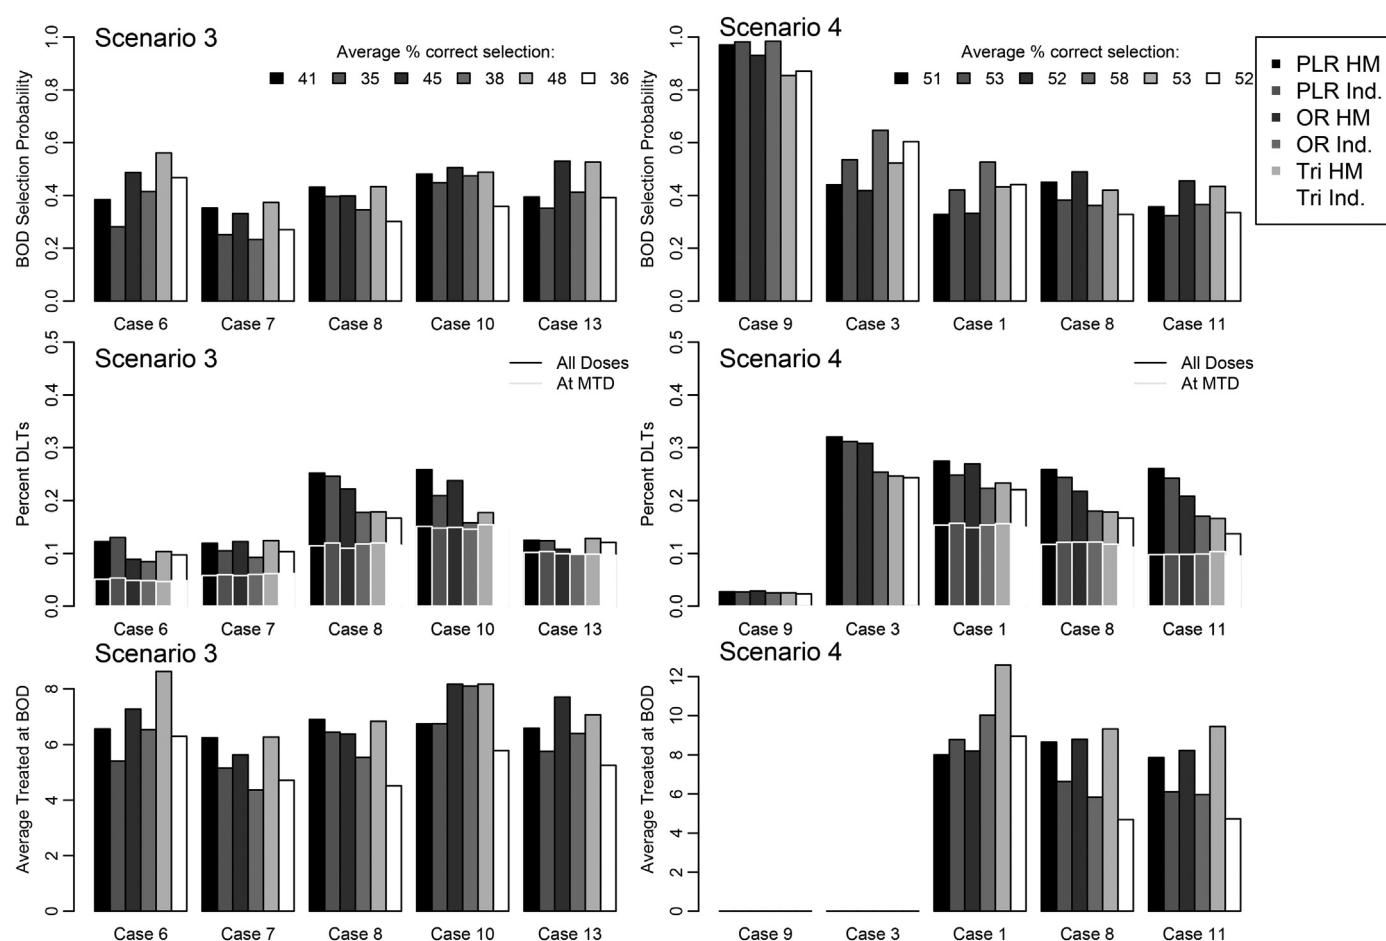 Scenario 3
Average % correct selection:
41 35 45 38 48 36
BOD Selection Probability
0.0 0.2 0.4 0.6 0.8 1.0
Case 6 Case 7 Case 8 Case 10 Case 13
Scenario 4
Average % correct selection:
51 53 52 58 53 52
BOD Selection Probability
0.0 0.2 0.4 0.6 0.8 1.0
Case 9 Case 3 Case 1 Case 8 Case 11
PLR HM
PLR Ind.
OR HM
OR Ind.
Tri HM
Tri Ind.
Scenario 3
All Doses
At MTD
Percent DLTs
0.0 0.1 0.2 0.3 0.4 0.5
Case 6 Case 7 Case 8 Case 10 Case 13
Scenario 4
All Doses
At MTD
Percent DLTs
0.0 0.1 0.2 0.3 0.4 0.5
Case 9 Case 3 Case 1 Case 8 Case 11
Scenario 3
Average Treated at BOD
0 2 4 6 8
Case 6 Case 7 Case 8 Case 10 Case 13
Scenario 4
Average Treated at BOD
0 2 4 6 8 10 12
Case 9 Case 3 Case 1 Case 8 Case 11